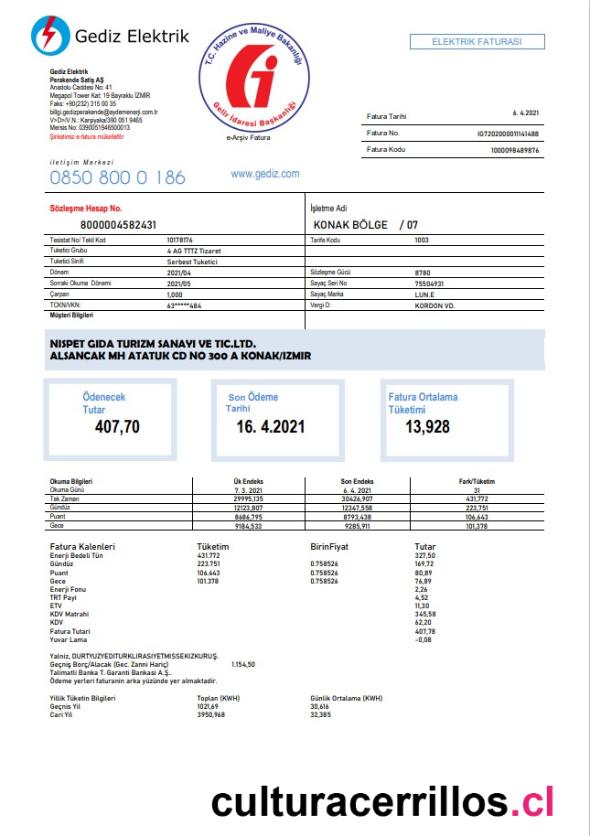 Gediz Elektrik
T.C. Hazine ve Maliye Bakanlığı
Gelir İdaresi Başkanlığı
e-Arşiv Fatura
ELEKTRIK FATURASI
Gediz Elektrik
Perakende Satiş AŞ
Anadolu Caddesi No: 41
Megapol Tower Kat: 19 Bayraklu İZMİR
Faks: +90(232) 315 00 35
bilgi.gedizperakende@aydemenerji.com.tr
V>D>/V.N.: Karşiyaka/390 051 9465
Mersis No: 0390051946500013
Şirketimiz e-fatura mükellefdir
Fatura Tarihi 6. 4.2021
Fatura No. IG720200001141488
Fatura Kodu 1000098489876
iletişim Merkezi
0850 800 0 186
www.gediz.com
Sözleşme Hesap No. İşletme Adi
8000004582431 KONAK BÖLGE / 07
Tesistat No/ Tekil Kod 10178176 Tarife Kodu 1003
Tuketici Grubu 4 AG TTTZ Tizaret
Tuketici Sinifi Serbest Tuketici
Dönem 2021/04 Sözleşme Gücü 8780
Sorraki Okuma Dönemi 2021/05 Sayaç Seri No 75504931
Çarpan 1,000 Sayaç Marka LUN.E
TCKN/VKN: 63*****484 Vergi D: KORDON VD.
Müşteri Bilgileri
NISPET GIDA TURIZM SANAYI VE TIC.LTD.
ALSANCAK MH ATATUK CD NO 300 A KONAK/IZMIR
Ödenecek Tutar
407,70
Son Ödeme Tarihi
16. 4.2021
Fatura Ortalama Tüketimi
13,928
Okuma Bilgileri Ük Endeks Son Endeks Fark/Tüketim
Okuma Günü 7. 3. 2021 6. 4. 2021 31
Tek Zaman 29995,135 30426,907 431,772
Gündüz 12123,807 12347,558 223,751
Puant 8686,795 8793,438 106,643
Gece 9184,533 9285,911 101,378
Fatura Kalenleri Tüketim BirinFiyat Tutar
Enerji Bedeli Tün 431.772 327,50
Gündüz 223.751 0.758526 169,72
Puant 106.643 0.758526 80,89
Gece 101.378 0.758526 76,89
Enerji Fonu 2,26
TRT Payi 4,52
ETV 11,30
KDV Matrahi 345,58
KDV 62,20
Fatura Tutari 407,78
Yuvar Lama -0,08
Yalniz, DURTYUZYEDITURKLIRASIYETMISSEKIZKURUŞ.
Geçniş Borç/Alacak (Gec. Zanni Hariç) 1.154,50
Talimatli Banka T. Garanti Bankasi A.Ş..
Ödeme yerleri faturanin arka yüzünde yer almaktadir.
Yillik Tüketin Bilgileri Toplan (KWH) Günlik Ortalama (KWH)
Geçnis Yil 1021,69 30,616
Cari Yil 3950,968 32,385
culturacerrillos.cl